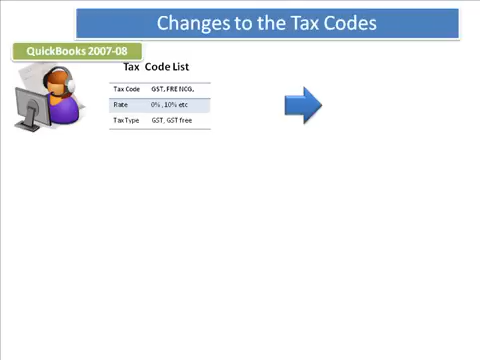 Changes to the Tax Codes
QuickBooks 2007-08
Tax Code List
Tax Code GST, FRE NCG,
Rate 0% , 10% etc
Tax Type GST, GST free